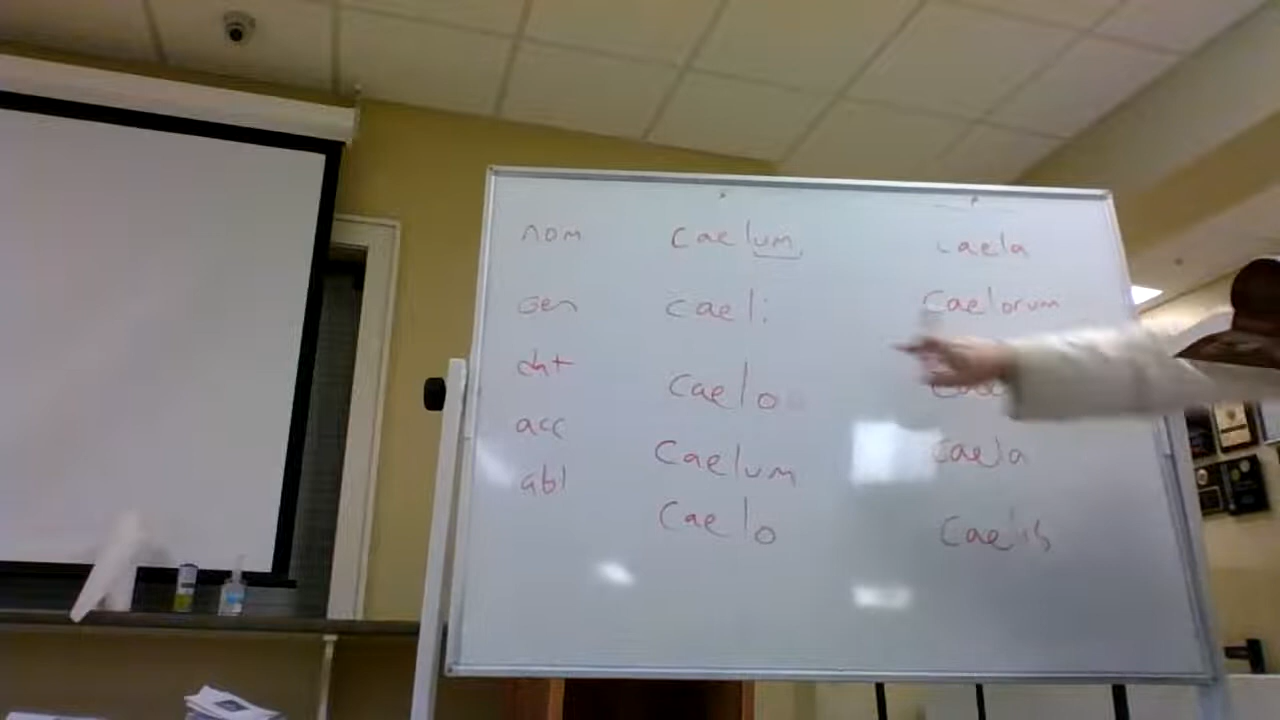 s p
nom caelum caela
gen caeli Caelorum
dat Caelo
acc Caelum caela
abl Caelo Caelis